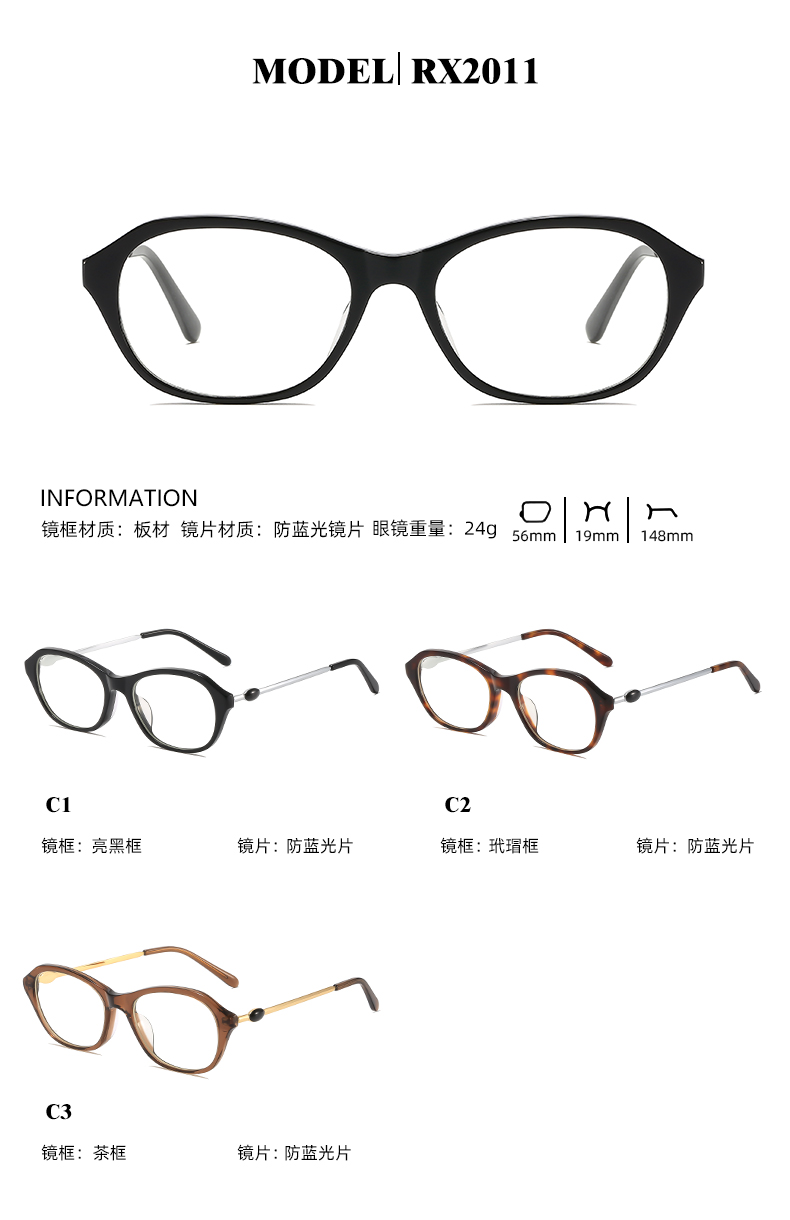 MODEL | RX2011
INFORMATION
镜框材质：板材 镜片材质：防蓝光镜片 眼镜重量：24g
56mm | 19mm | 148mm
C1
镜框：亮黑框 镜片：防蓝光片
C2
镜框：玳瑁框 镜片：防蓝光片
C3
镜框：茶框 镜片：防蓝光片